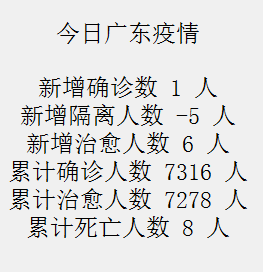 今日广东疫情
新增确诊数 1 人
新增隔离人数 -5 人
新增治愈人数 6 人
累计确诊人数 7316 人
累计治愈人数 7278 人
累计死亡人数 8 人